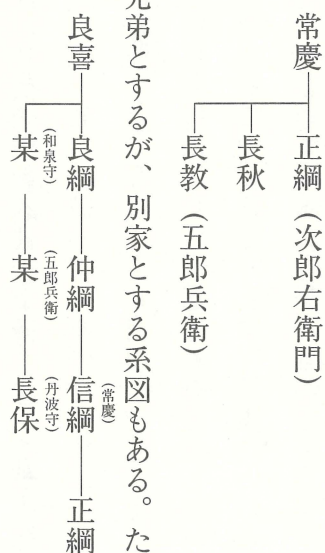 常慶―正綱(次郎右衛門)
長秋
長教(五郎兵衛)
兄弟とするが、別家とする系図もある。た
良喜―良綱―仲綱―信綱(常慶)―正綱
某(和泉守)―某(五郎兵衛)―長保(丹波守)